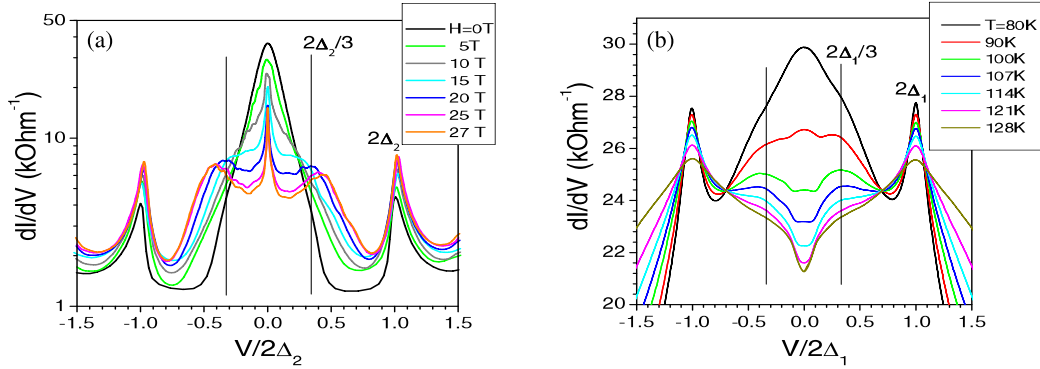 (a)
H=0T
5T
10 T
15 T
20 T
25 T
27 T
2Δ₂/3
2Δ₂
50
10
1
dI/dV (kOhm⁻¹)
-1.5
-1.0
-0.5
0.0
0.5
1.0
1.5
V/2Δ₂
(b)
T=80K
90K
100K
107K
114K
121K
128K
2Δ₁/3
2Δ₁
30
28
26
24
22
20
dI/dV (kOhm⁻¹)
-1.5
-1.0
-0.5
0.0
0.5
1.0
1.5
V/2Δ₁